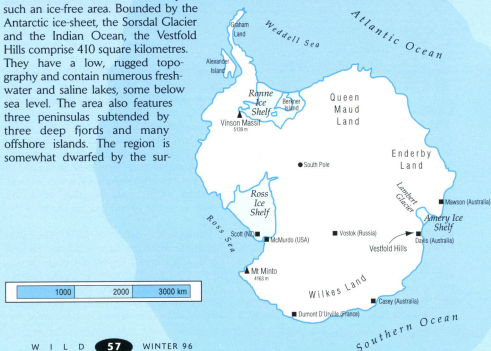 such an ice-free area. Bounded by the
Antarctic ice-sheet, the Sorsdal Glacier
and the Indian Ocean, the Vestfold
Hills comprise 410 square kilometres.
They have a low, rugged topo-
graphy and contain numerous fresh-
water and saline lakes, some below
sea level. The area also features
three peninsulas subtended by
three deep fjords and many
offshore islands. The region is
somewhat dwarfed by the sur-
Graham
Land
Weddell Sea
Atlantic Ocean
Alexander
Island
Ronne
Ice
Shelf
Berkner
Island
Vinson Massif
5139 m
Queen
Maud
Land
Enderby
Land
South Pole
Lambert
Glacier
Mawson (Australia)
Amery Ice
Shelf
Davis (Australia)
Vestfold Hills
Ross
Ice
Shelf
Ross Sea
Scott (NZ)
McMurdo (USA)
Vostok (Russia)
Mt Minto
4163 m
Wilkes Land
Casey (Australia)
Dumont D'Urville (France)
Southern Ocean
1000 2000 3000 km
WILD 57 WINTER 96